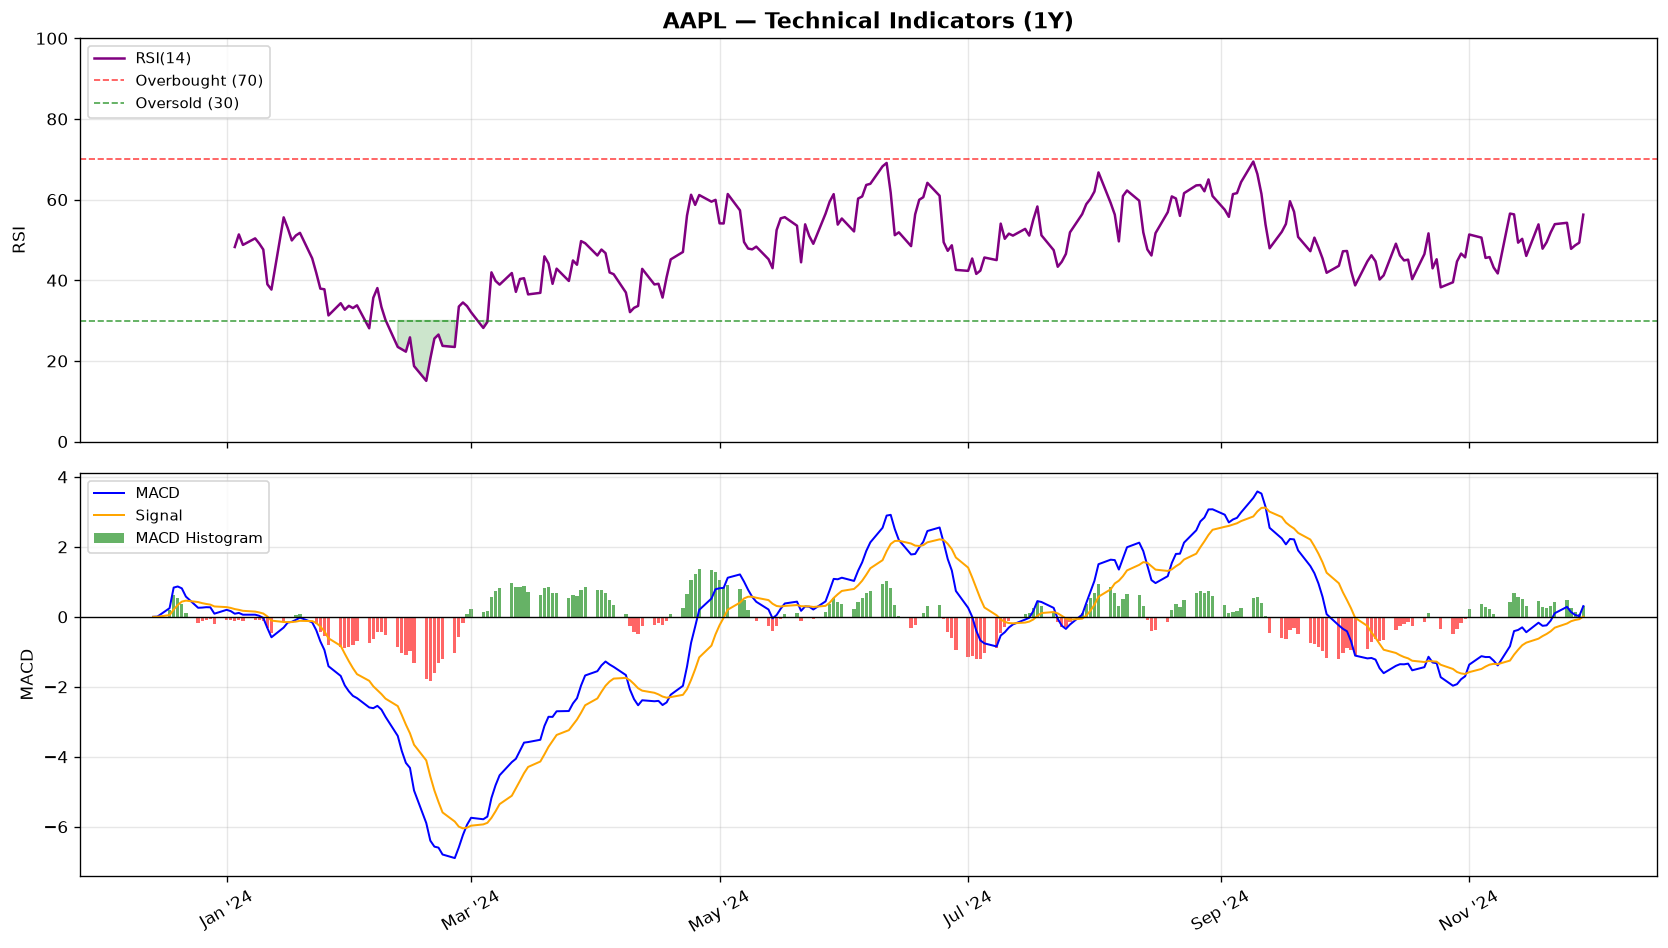 AAPL — Technical Indicators (1Y)
100
80
60
40
20
0
RSI
RSI(14)
Overbought (70)
Oversold (30)
4
2
0
−2
−4
−6
MACD
MACD
Signal
MACD Histogram
Jan '24
Mar '24
May '24
Jul '24
Sep '24
Nov '24